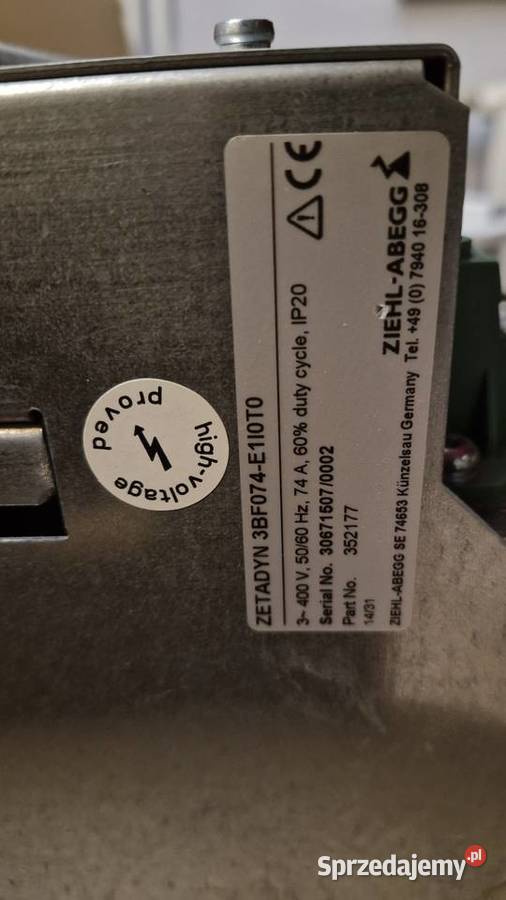 ZETADYN 3BF074-E1I0T0
3~ 400 V, 50/60 Hz, 74 A, 60% duty cycle, IP20
Serial No. 30671507/0002
Part No. 352177
14/31
ZIEHL-ABEGG SE 74653 Künzelsau Germany Tel. +49 (0) 7940 16-308
ZIEHL-ABEGG
CE
high-voltage
proved
Sprzedajemy.pl